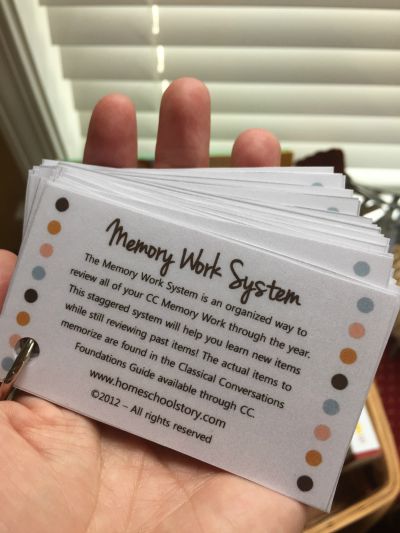 Memory Work System
The Memory Work System is an organized way to
review all of your CC Memory Work through the year.
This staggered system will help you learn new items
while still reviewing past items! The actual items to
memorize are found in the Classical Conversations
Foundations Guide available through CC.
www.homeschoolstory.com
©2012 – All rights reserved